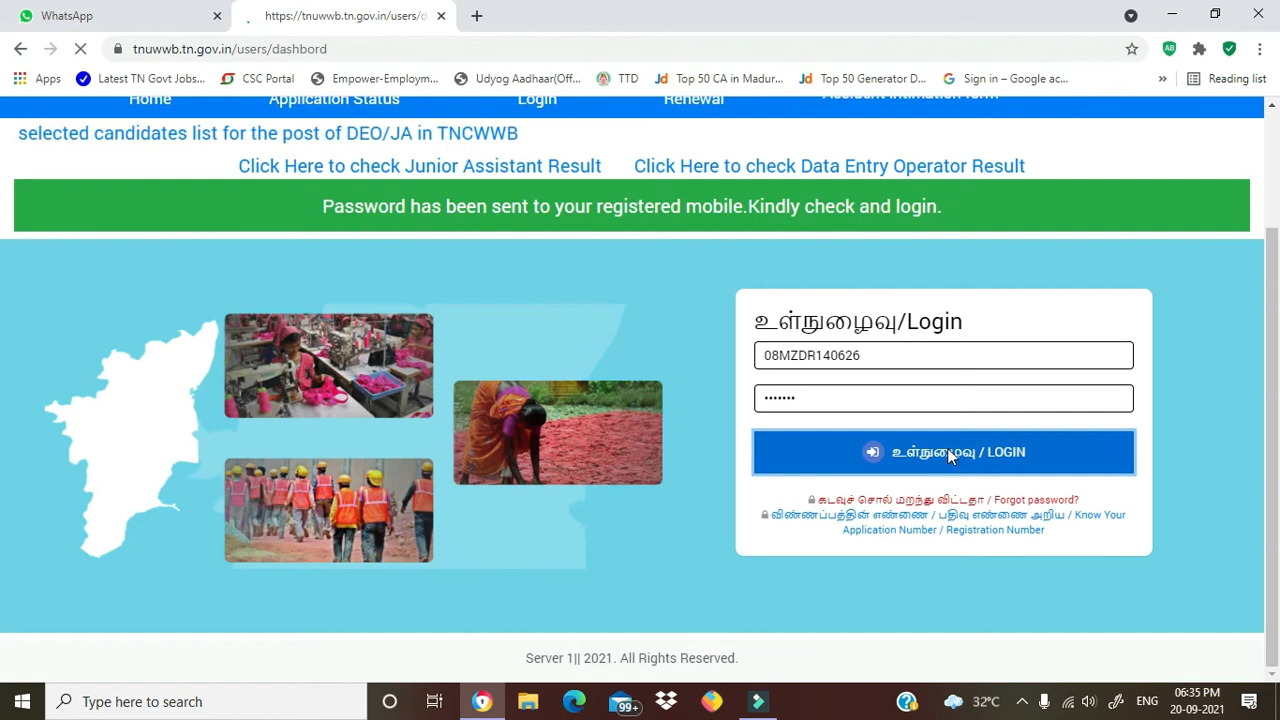 WhatsApp
https://tnuwwb.tn.gov.in/users/d
tnuwwb.tn.gov.in/users/dashbord
AB
Apps
Latest TN Govt Jobs...
CSC Portal
Empower-Employm...
Udyog Aadhaar(Off...
TTD
Top 50 CA in Madur...
Top 50 Generator D...
Sign in – Google ac...
»
Reading list
Home
Application Status
Login
Renewal
Accident intimation form
selected candidates list for the post of DEO/JA in TNCWWB
Click Here to check Junior Assistant Result
Click Here to check Data Entry Operator Result
Password has been sent to your registered mobile.Kindly check and login.
உள்நுழைவு/Login
08MZDR140626
•••••••
உள்நுழைவு / LOGIN
கடவுச் சொல் மறந்து விட்டதா / Forgot password?
விண்ணப்பத்தின் எண்ணை / பதிவு எண்ணை அறிய / Know Your
Application Number / Registration Number
Server 1|| 2021. All Rights Reserved.
Type here to search
99+
32°C
ENG
06:35 PM
20-09-2021